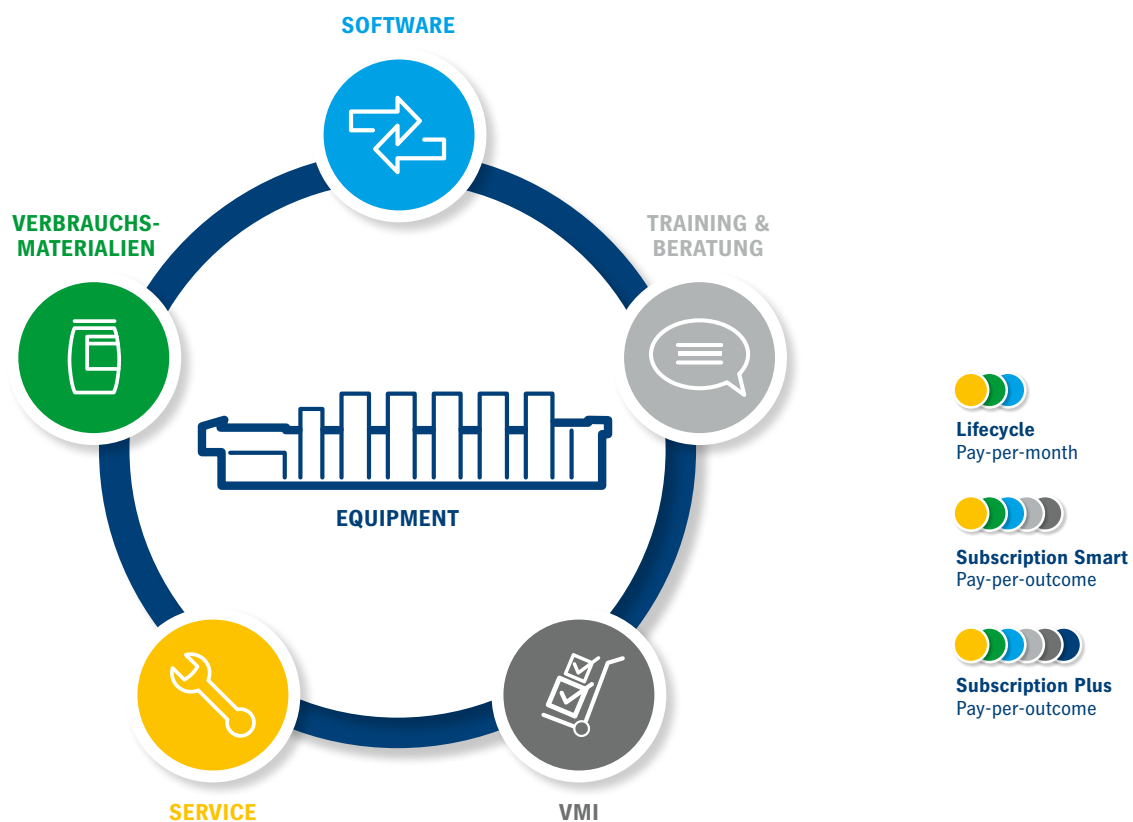 SOFTWARE
VERBRAUCHS-
MATERIALIEN
TRAINING &
BERATUNG
EQUIPMENT
SERVICE
VMI
Lifecycle
Pay-per-month
Subscription Smart
Pay-per-outcome
Subscription Plus
Pay-per-outcome